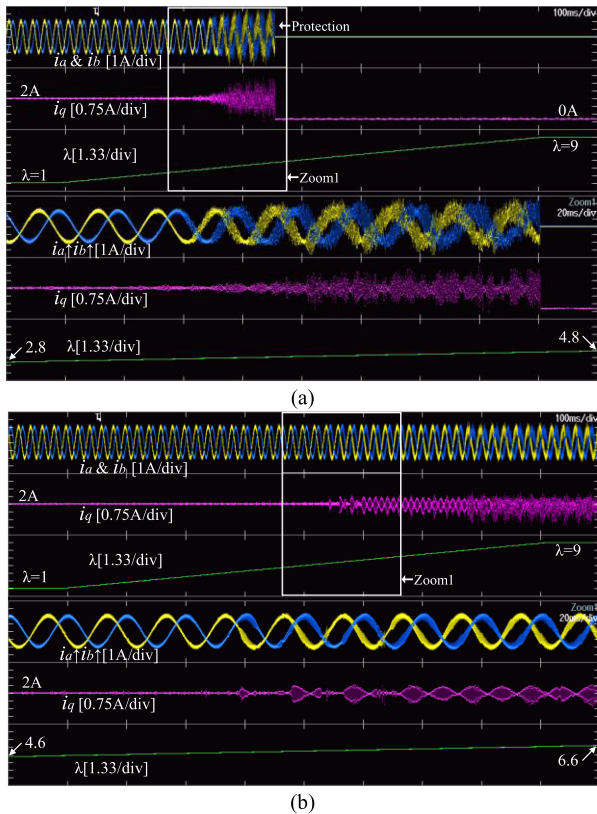 100ms/div
Protection
ia & ib [1A/div]
2A
iq [0.75A/div]
0A
λ[1.33/div]
λ=1
λ=9
Zoom1
Zoom1
20ms/div
ia↑ib↑[1A/div]
iq [0.75A/div]
2.8
λ[1.33/div]
4.8
(a)
100ms/div
ia & ib [1A/div]
2A
iq [0.75A/div]
λ[1.33/div]
λ=1
λ=9
Zoom1
Zoom1
20ms/div
ia↑ib↑[1A/div]
2A
iq [0.75A/div]
4.6
λ[1.33/div]
6.6
(b)